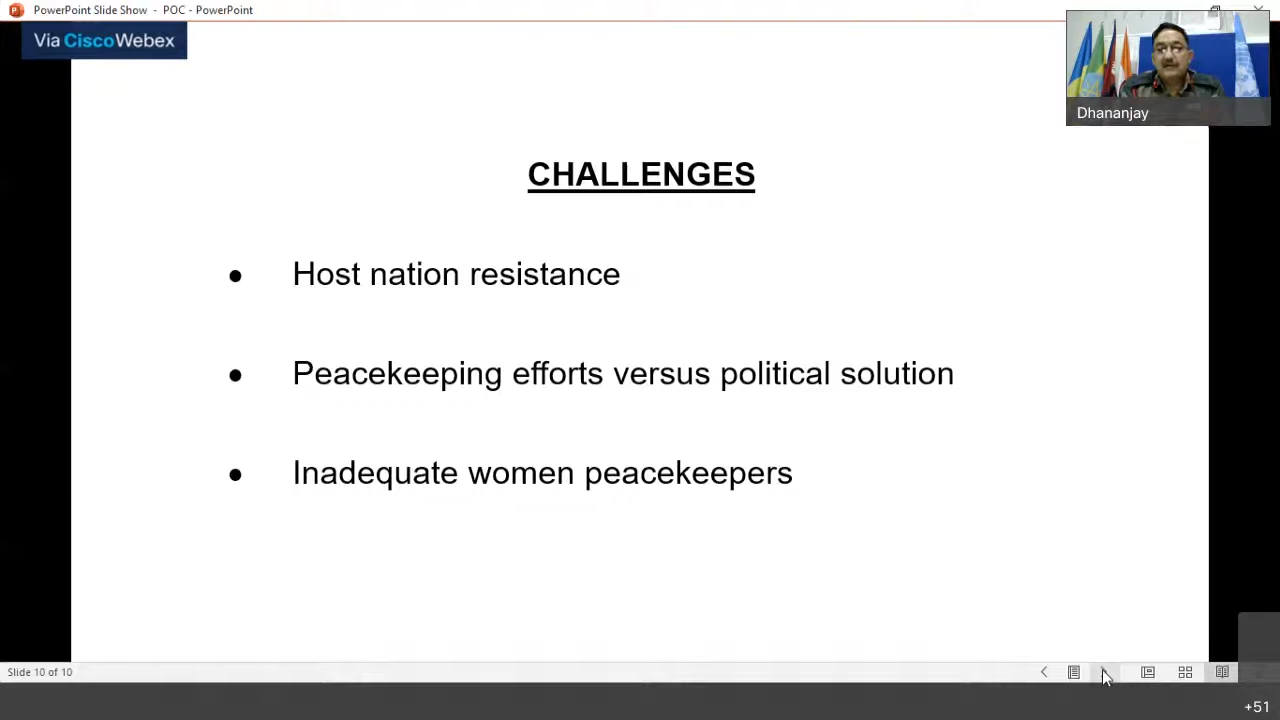 PowerPoint Slide Show - POC - PowerPoint
Via CiscoWebex
Dhananjay
CHALLENGES
● Host nation resistance
● Peacekeeping efforts versus political solution
● Inadequate women peacekeepers
Slide 10 of 10
+51